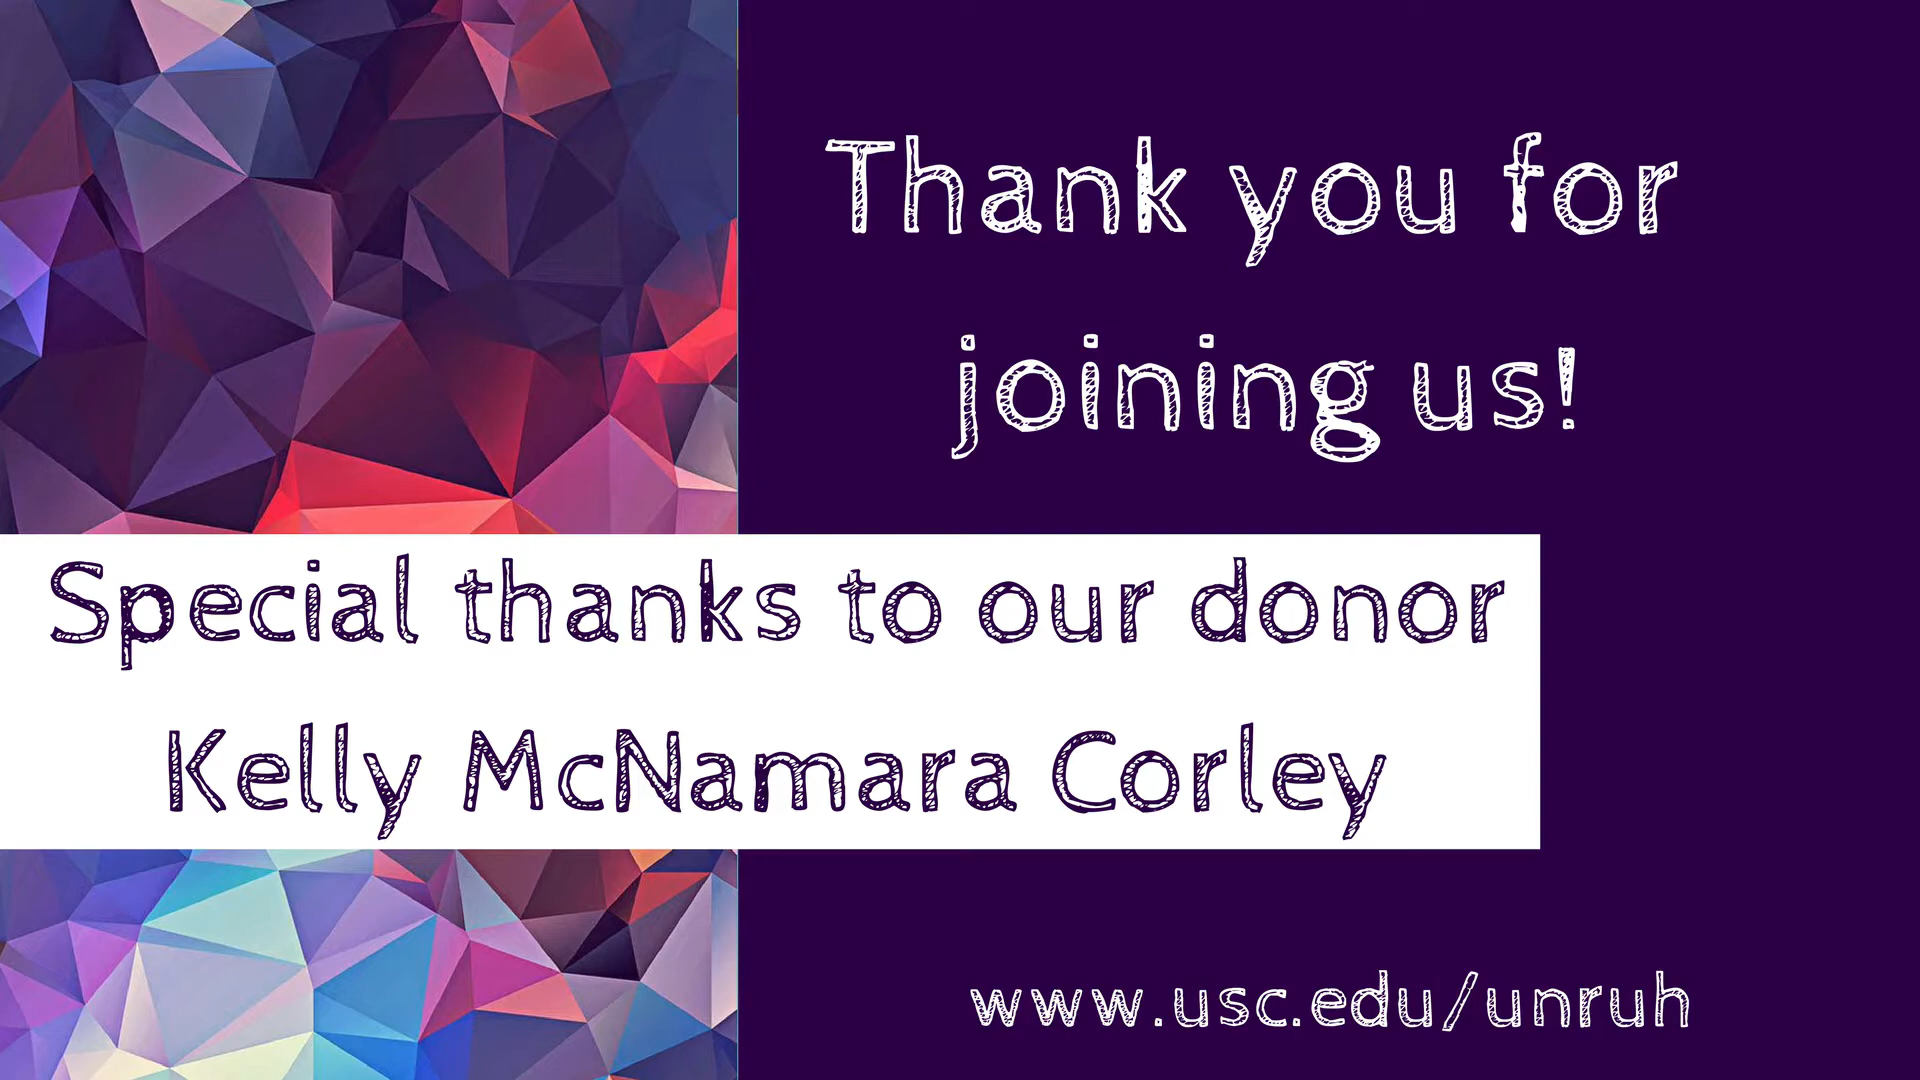 Thank you for
joining us!
Special thanks to our donor
Kelly McNamara Corley
www.usc.edu/unruh